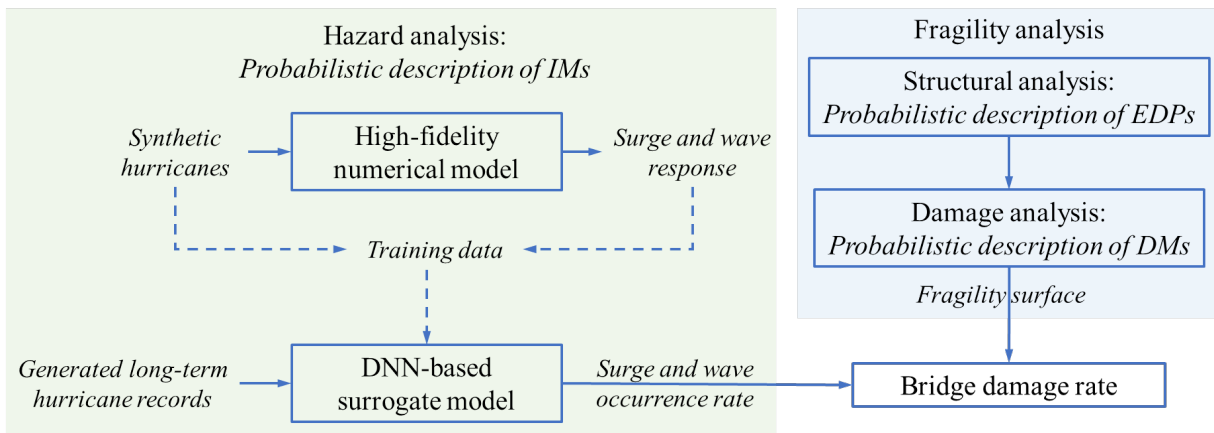 Hazard analysis:
Probabilistic description of IMs
Synthetic
hurricanes
High-fidelity
numerical model
Surge and wave
response
Training data
Generated long-term
hurricane records
DNN-based
surrogate model
Surge and wave
occurrence rate
Fragility analysis
Structural analysis:
Probabilistic description of EDPs
Damage analysis:
Probabilistic description of DMs
Fragility surface
Bridge damage rate